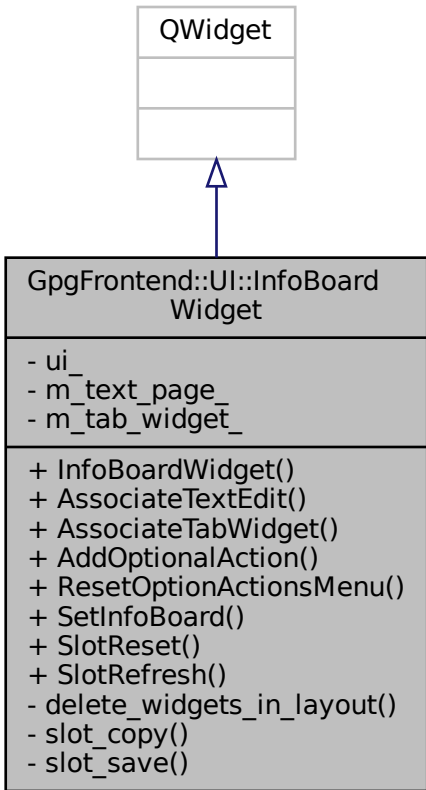 QWidget
GpgFrontend::UI::InfoBoard
Widget
- ui_
- m_text_page_
- m_tab_widget_
+ InfoBoardWidget()
+ AssociateTextEdit()
+ AssociateTabWidget()
+ AddOptionalAction()
+ ResetOptionActionsMenu()
+ SetInfoBoard()
+ SlotReset()
+ SlotRefresh()
- delete_widgets_in_layout()
- slot_copy()
- slot_save()